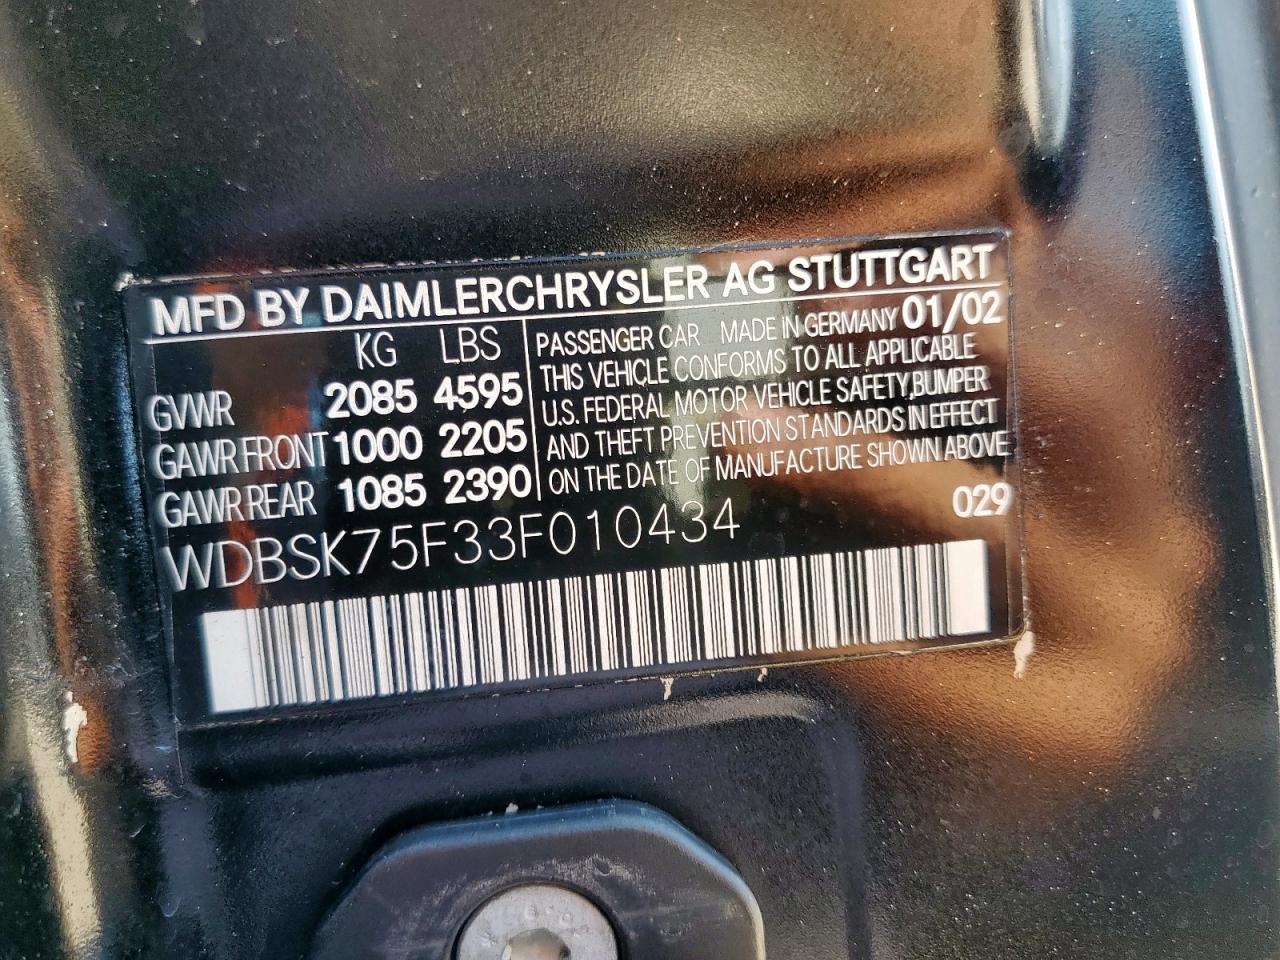 MFD BY DAIMLERCHRYSLER AG STUTTGART
KG LBS
GVWR 2085 4595
GAWR FRONT 1000 2205
GAWR REAR 1085 2390
PASSENGER CAR MADE IN GERMANY 01/02
THIS VEHICLE CONFORMS TO ALL APPLICABLE
U.S. FEDERAL MOTOR VEHICLE SAFETY, BUMPER
AND THEFT PREVENTION STANDARDS IN EFFECT
ON THE DATE OF MANUFACTURE SHOWN ABOVE
029
WDBSK75F33F010434